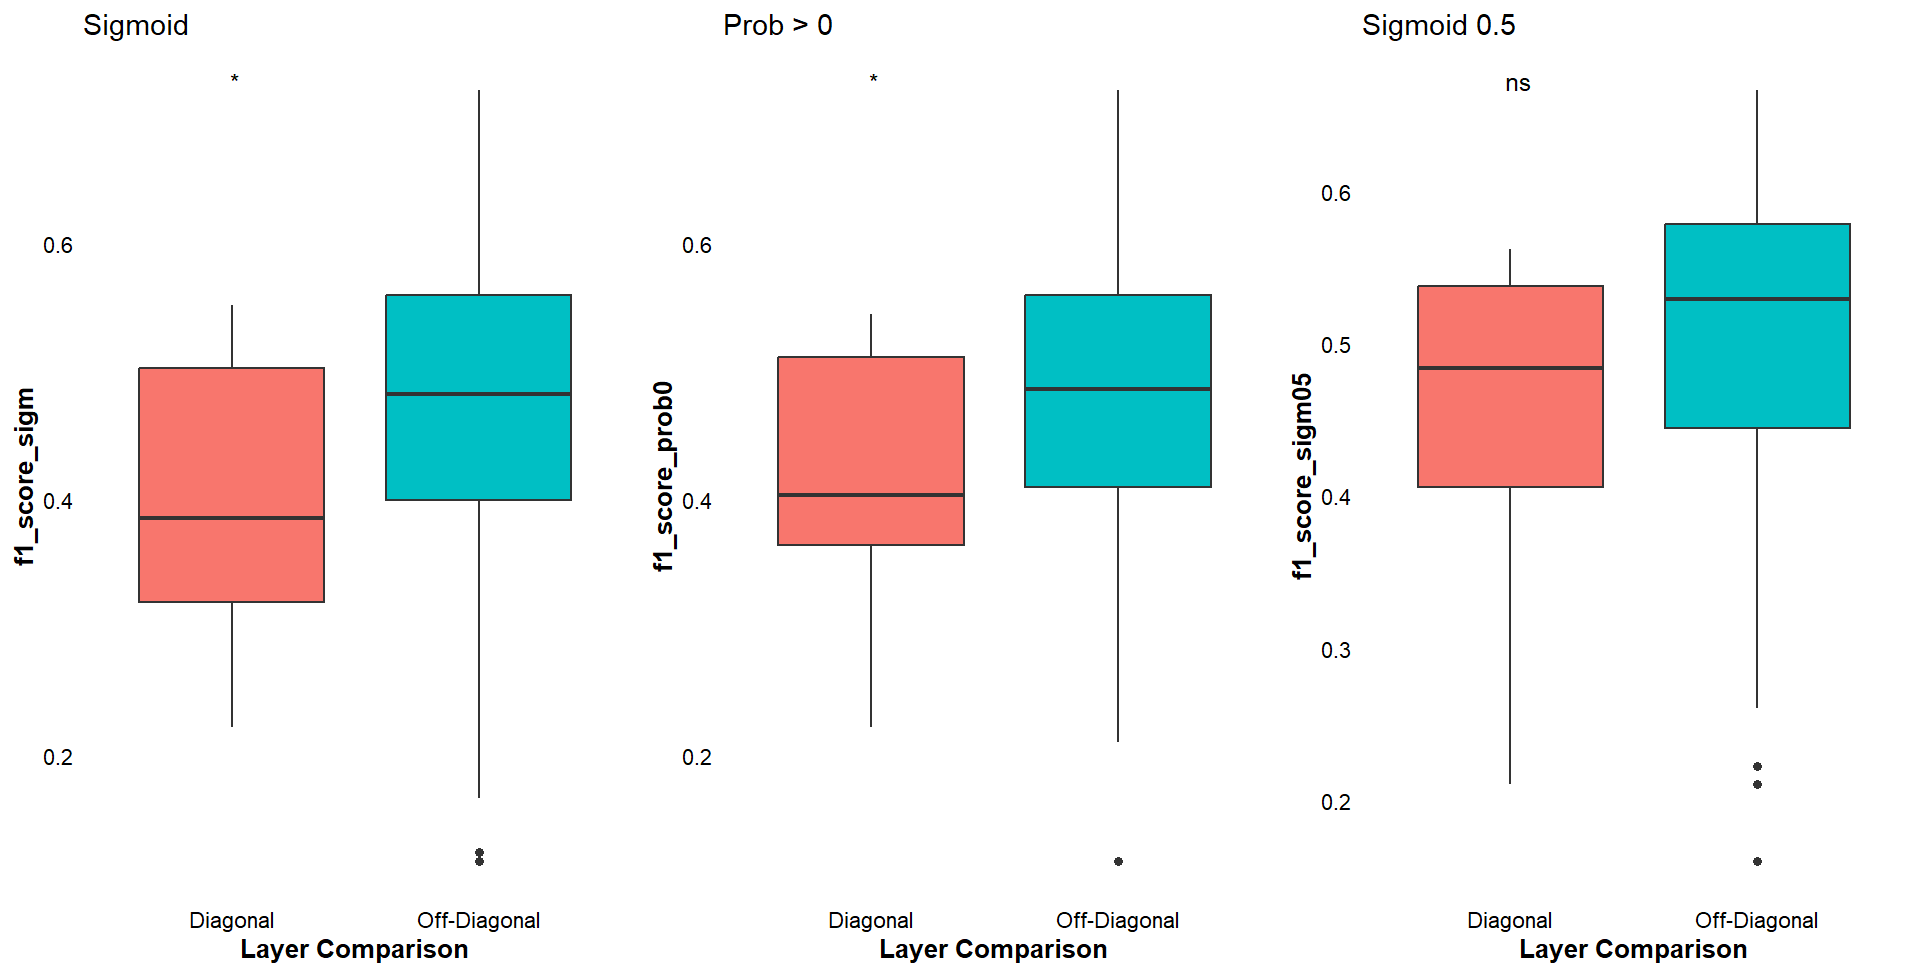 Sigmoid
*
f1_score_sigm
0.6
0.4
0.2
Diagonal
Off-Diagonal
Layer Comparison
Prob > 0
*
f1_score_prob0
0.6
0.4
0.2
Diagonal
Off-Diagonal
Layer Comparison
Sigmoid 0.5
ns
f1_score_sigm05
0.6
0.5
0.4
0.3
0.2
Diagonal
Off-Diagonal
Layer Comparison